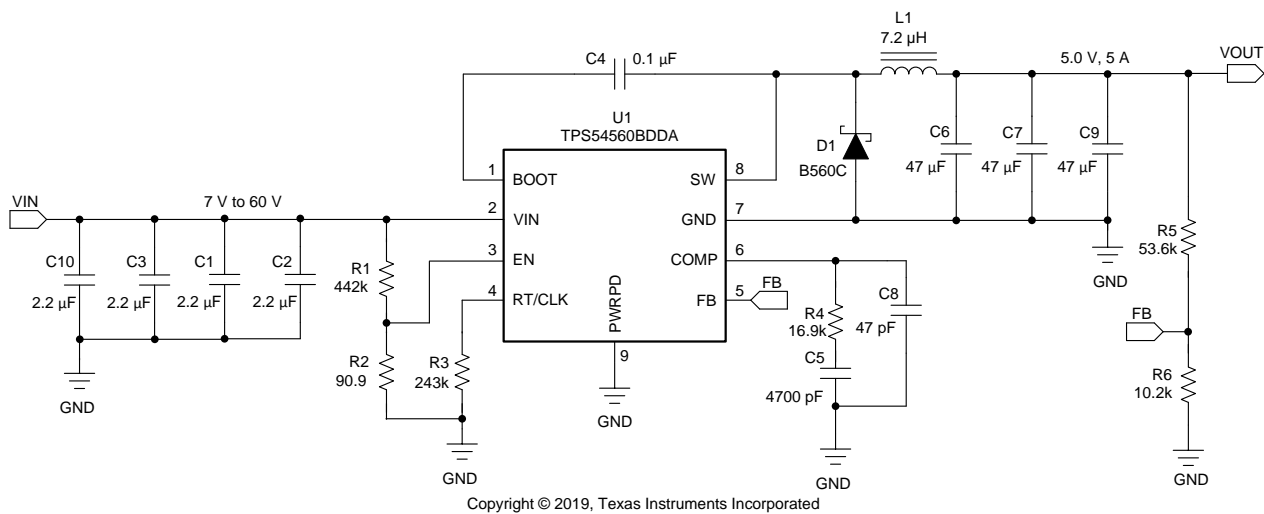 L1
7.2 µH
C4
0.1 µF
5.0 V, 5 A
VOUT
U1
TPS54560BDDA
D1
B560C
C6
47 µF
C7
47 µF
C9
47 µF
1
BOOT
SW
8
VIN
7 V to 60 V
2
VIN
GND
7
3
EN
COMP
6
4
RT/CLK
FB
5
FB
PWRPD
9
GND
C10
2.2 µF
C3
2.2 µF
C1
2.2 µF
C2
2.2 µF
GND
R1
442k
R2
90.9
R3
243k
GND
R4
16.9k
C8
47 pF
C5
4700 pF
GND
GND
R5
53.6k
FB
R6
10.2k
GND
Copyright © 2019, Texas Instruments Incorporated